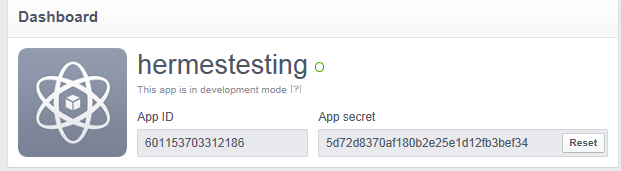 Dashboard
hermestesting
This app is in development mode [?]
App ID
App secret
601153703312186
5d72d8370af180b2e25e1d12fb3bef34
Reset